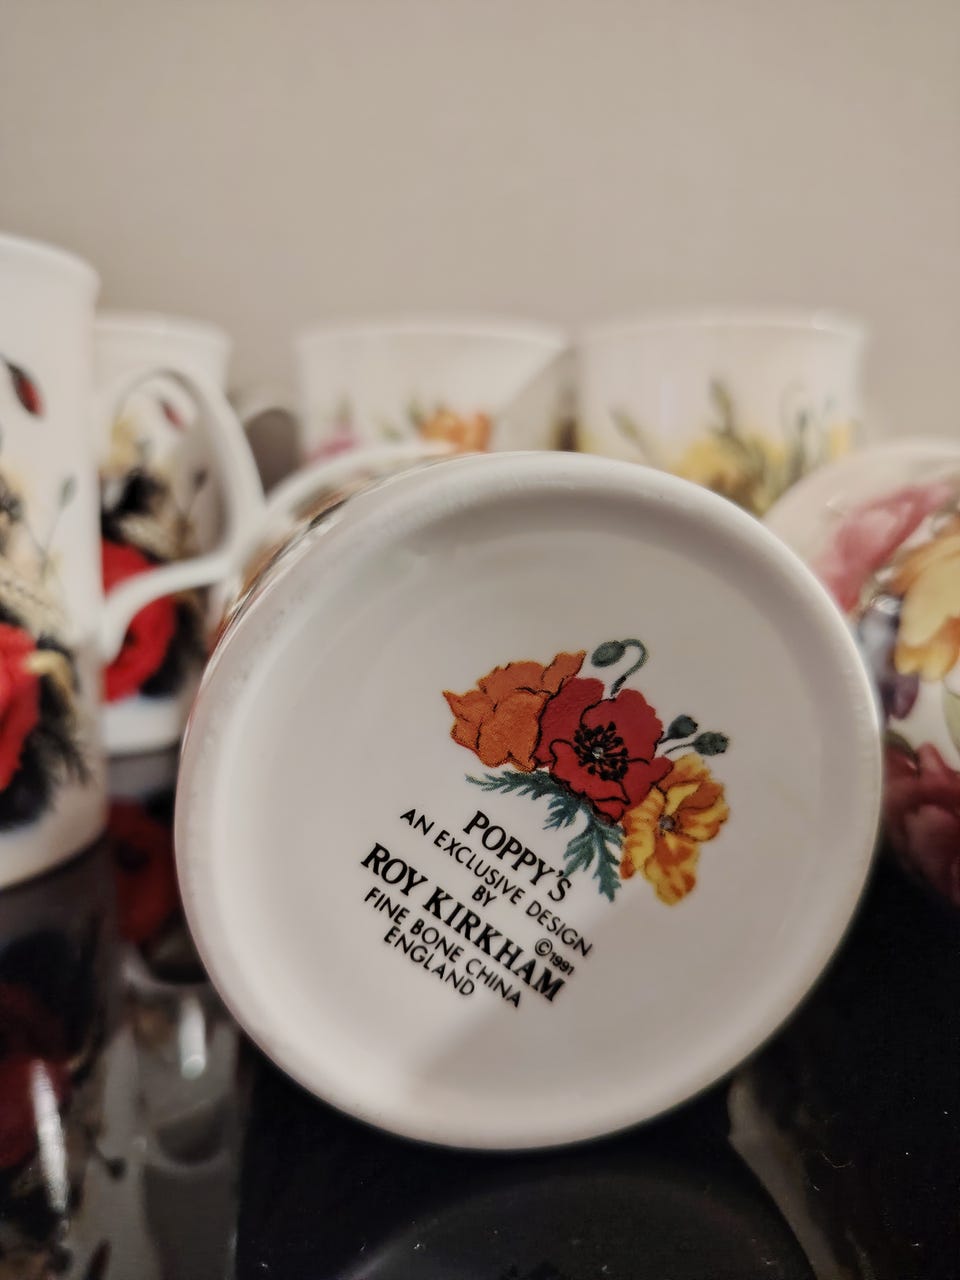 POPPY'S
AN EXCLUSIVE DESIGN
BY ©1991
ROY KIRKHAM
FINE BONE CHINA
ENGLAND